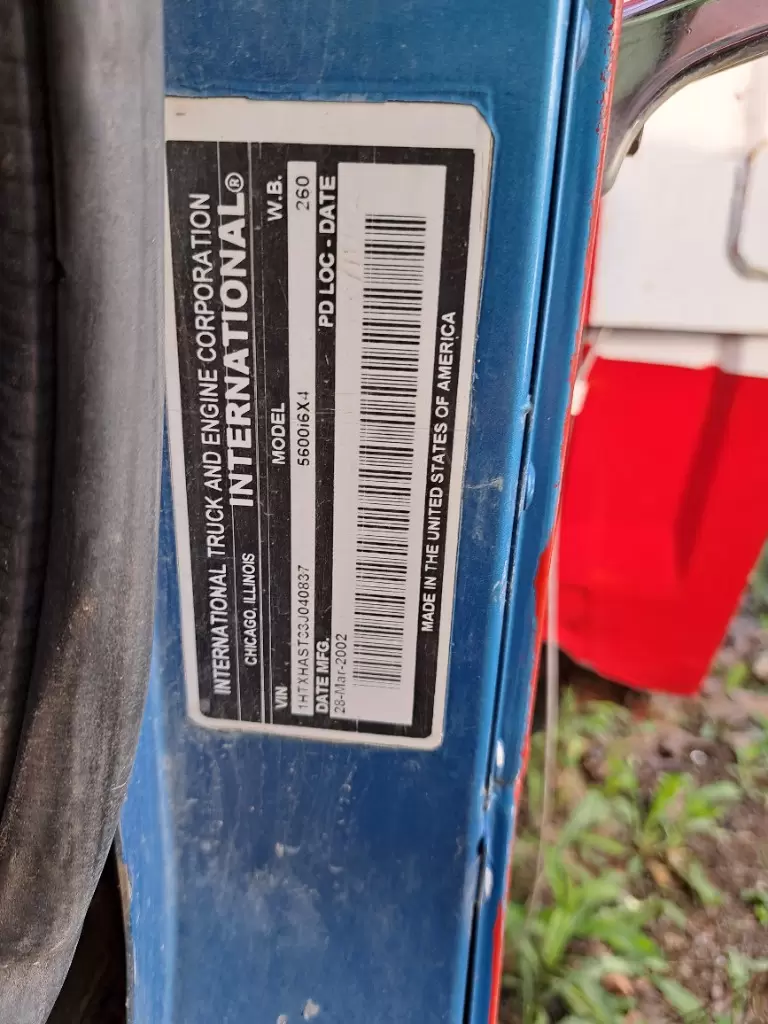 INTERNATIONAL TRUCK AND ENGINE CORPORATION
CHICAGO, ILLINOIS INTERNATIONAL®
VIN MODEL W.B.
1HTXHAST33J040837 5600i6X4 260
DATE MFG. PD LOC - DATE
28-Mar-2002
MADE IN THE UNITED STATES OF AMERICA